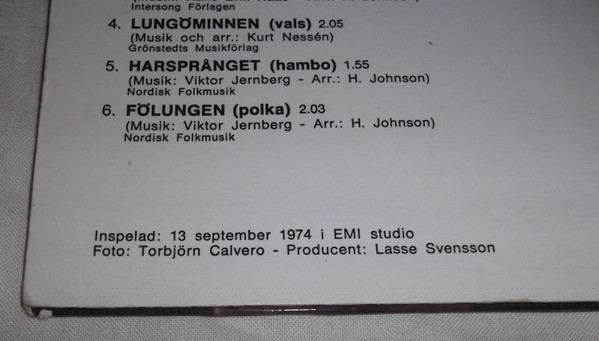 Intersong Förlagen
4. LUNGÖMINNEN (vals) 2.05
(Musik och arr.: Kurt Nessén)
Grönstedts Musikförlag
5. HARSPRÅNGET (hambo) 1.55
(Musik: Viktor Jernberg - Arr.: H. Johnson)
Nordisk Folkmusik
6. FÖLUNGEN (polka) 2.03
(Musik: Viktor Jernberg - Arr.: H. Johnson)
Nordisk Folkmusik
Inspelad: 13 september 1974 i EMI studio
Foto: Torbjörn Calvero - Producent: Lasse Svensson